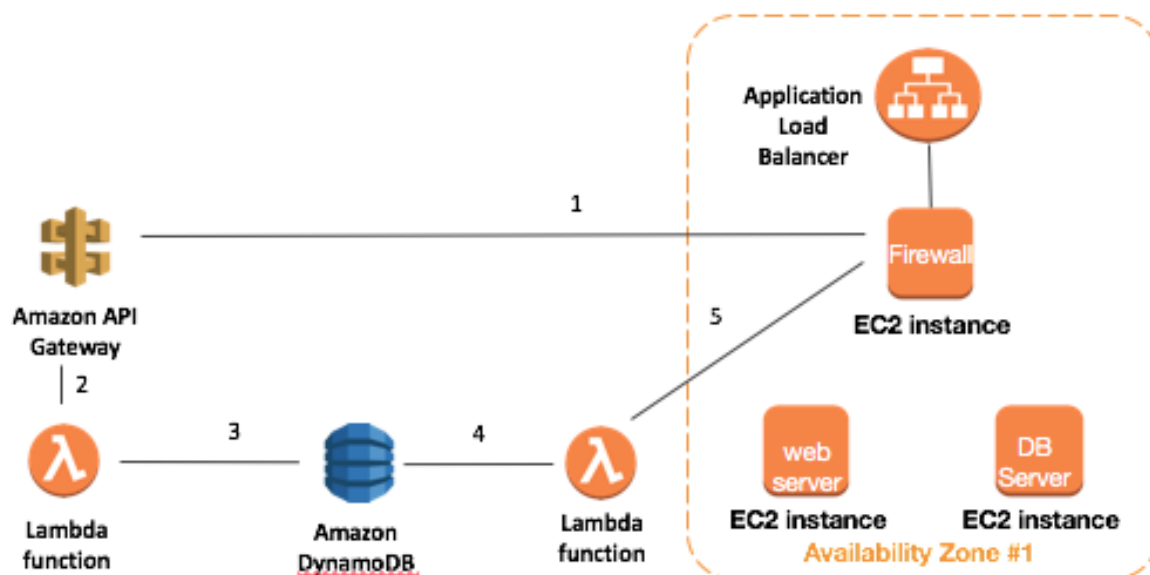 Application
Load
Balancer
1
Firewall
EC2 instance
Amazon API
Gateway
2
3
4
5
λ
Lambda
function
Amazon
DynamoDB
λ
Lambda
function
web
server
EC2 instance
DB
Server
EC2 instance
Availability Zone #1